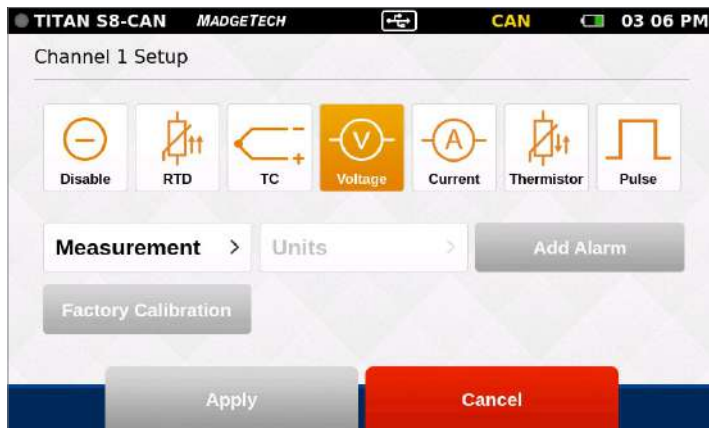 TITAN S8-CAN MADGETECH CAN 03 06 PM
Channel 1 Setup
V A
Disable RTD TC Voltage Current Thermistor Pulse
Measurement > Units >
Add Alarm
Factory Calibration
Apply Cancel